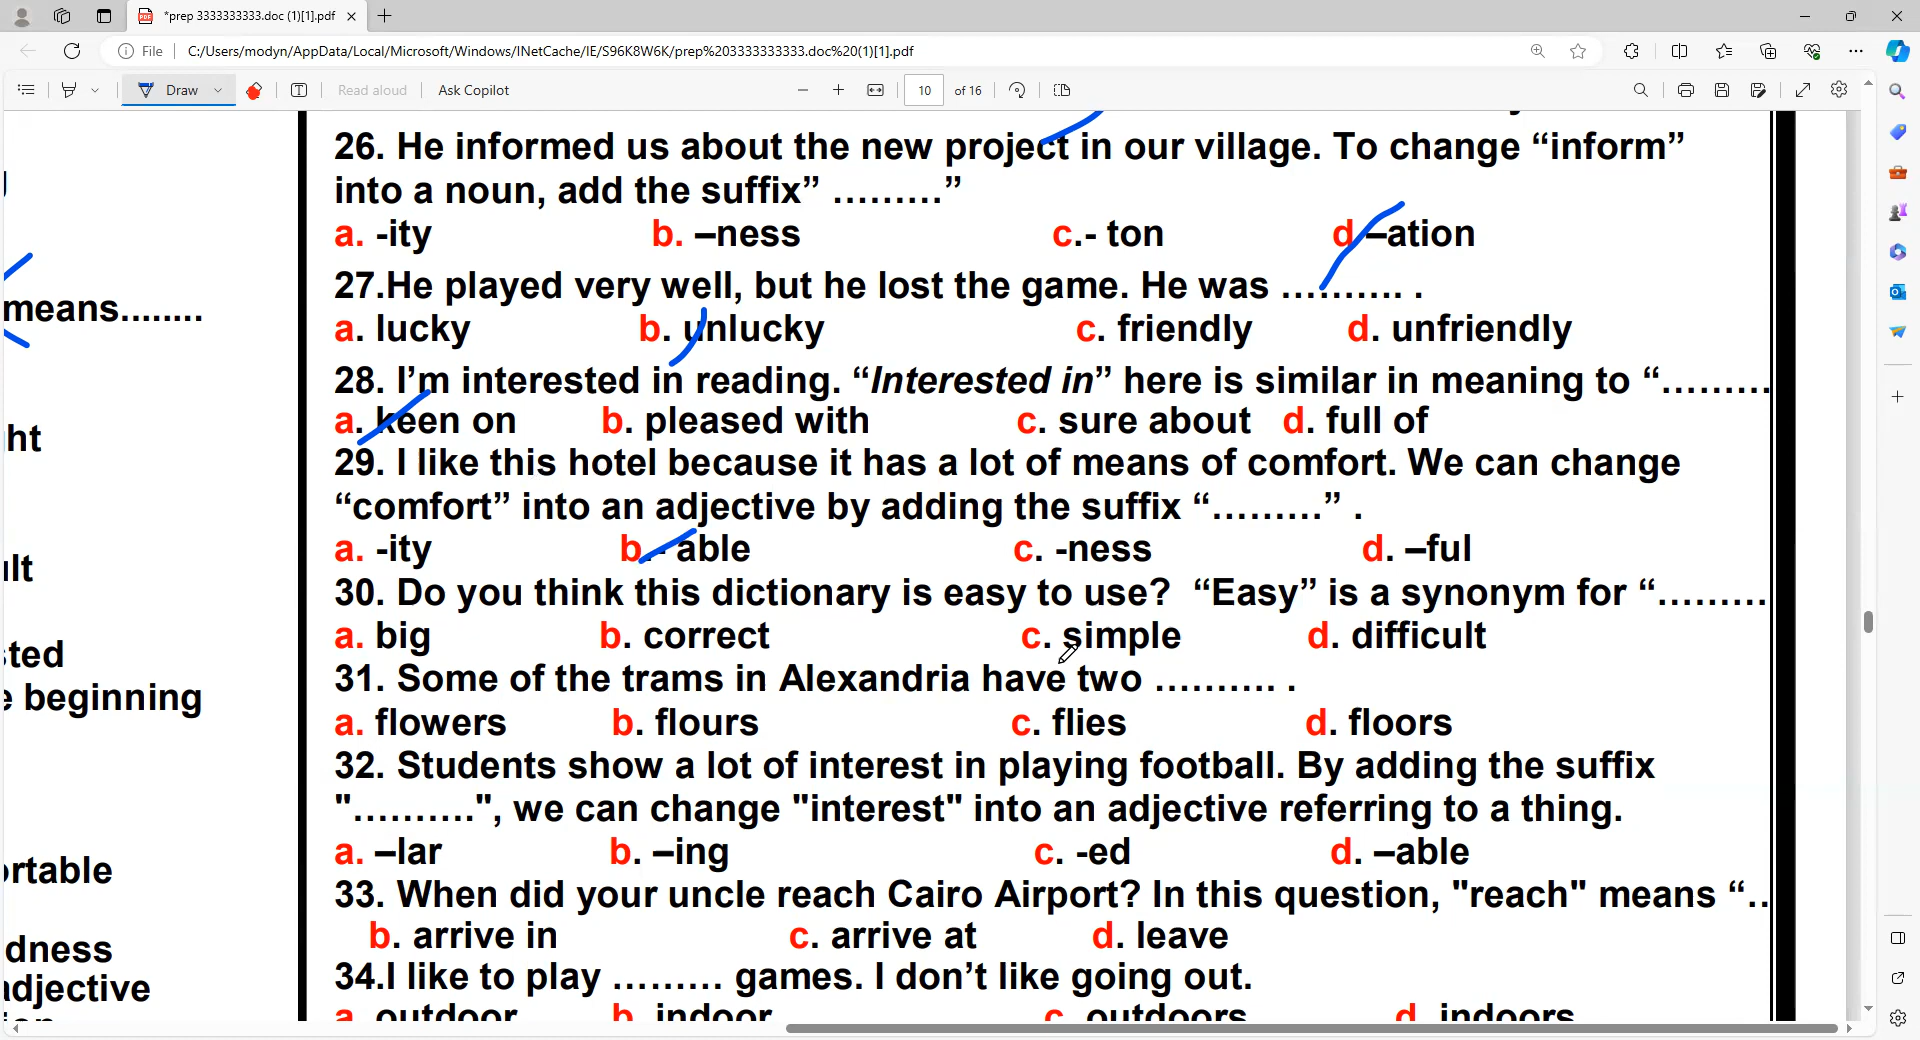 *prep 3333333333.doc (1)[1].pdf
File
C:/Users/modyn/AppData/Local/Microsoft/Windows/INetCache/IE/S96K8W6K/prep%203333333333.doc%20(1)[1].pdf
Draw
Read aloud
Ask Copilot
10 of 16
means........
ht
ult
sted
e beginning
ortable
dness
adjective
26. He informed us about the new project in our village. To change “inform”
into a noun, add the suffix” .........”
a. -ity b. –ness c.- ton d –ation
27.He played very well, but he lost the game. He was .......... .
a. lucky b. unlucky c. friendly d. unfriendly
28. I’m interested in reading. “Interested in” here is similar in meaning to “.........
a. keen on b. pleased with c. sure about d. full of
29. I like this hotel because it has a lot of means of comfort. We can change
“comfort” into an adjective by adding the suffix “.........” .
a. -ity b.- able c. -ness d. –ful
30. Do you think this dictionary is easy to use? “Easy” is a synonym for “.........
a. big b. correct c. simple d. difficult
31. Some of the trams in Alexandria have two .......... .
a. flowers b. flours c. flies d. floors
32. Students show a lot of interest in playing football. By adding the suffix
"..........", we can change "interest" into an adjective referring to a thing.
a. –lar b. –ing c. -ed d. –able
33. When did your uncle reach Cairo Airport? In this question, "reach" means “..
b. arrive in c. arrive at d. leave
34.I like to play ......... games. I don’t like going out.
a. outdoor b. indoor c. outdoors d. indoors